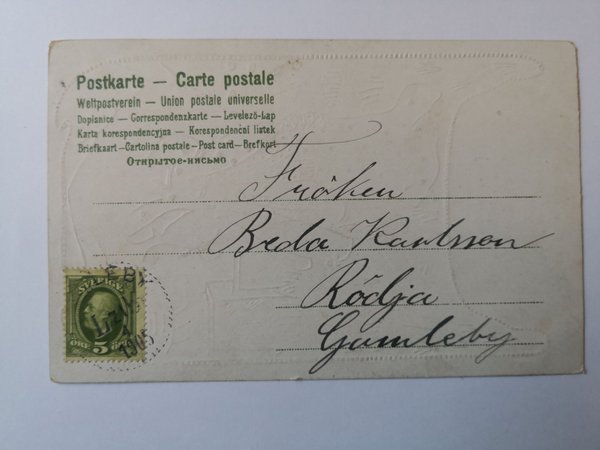 Postkarte — Carte postale
Weltpostverein — Union postale universelle
Dopisnice — Correspondenzkarte — Levelező-Lap
Karta korespondencyjna — Korespondenční lístek
Briefkaart — Cartolina postale — Post card — Brefkort
Открытое-письмо
Fröken
Beda Karlsson
Rödja
Gamleby
SVERIGE
ÖRE 5 ÖRE